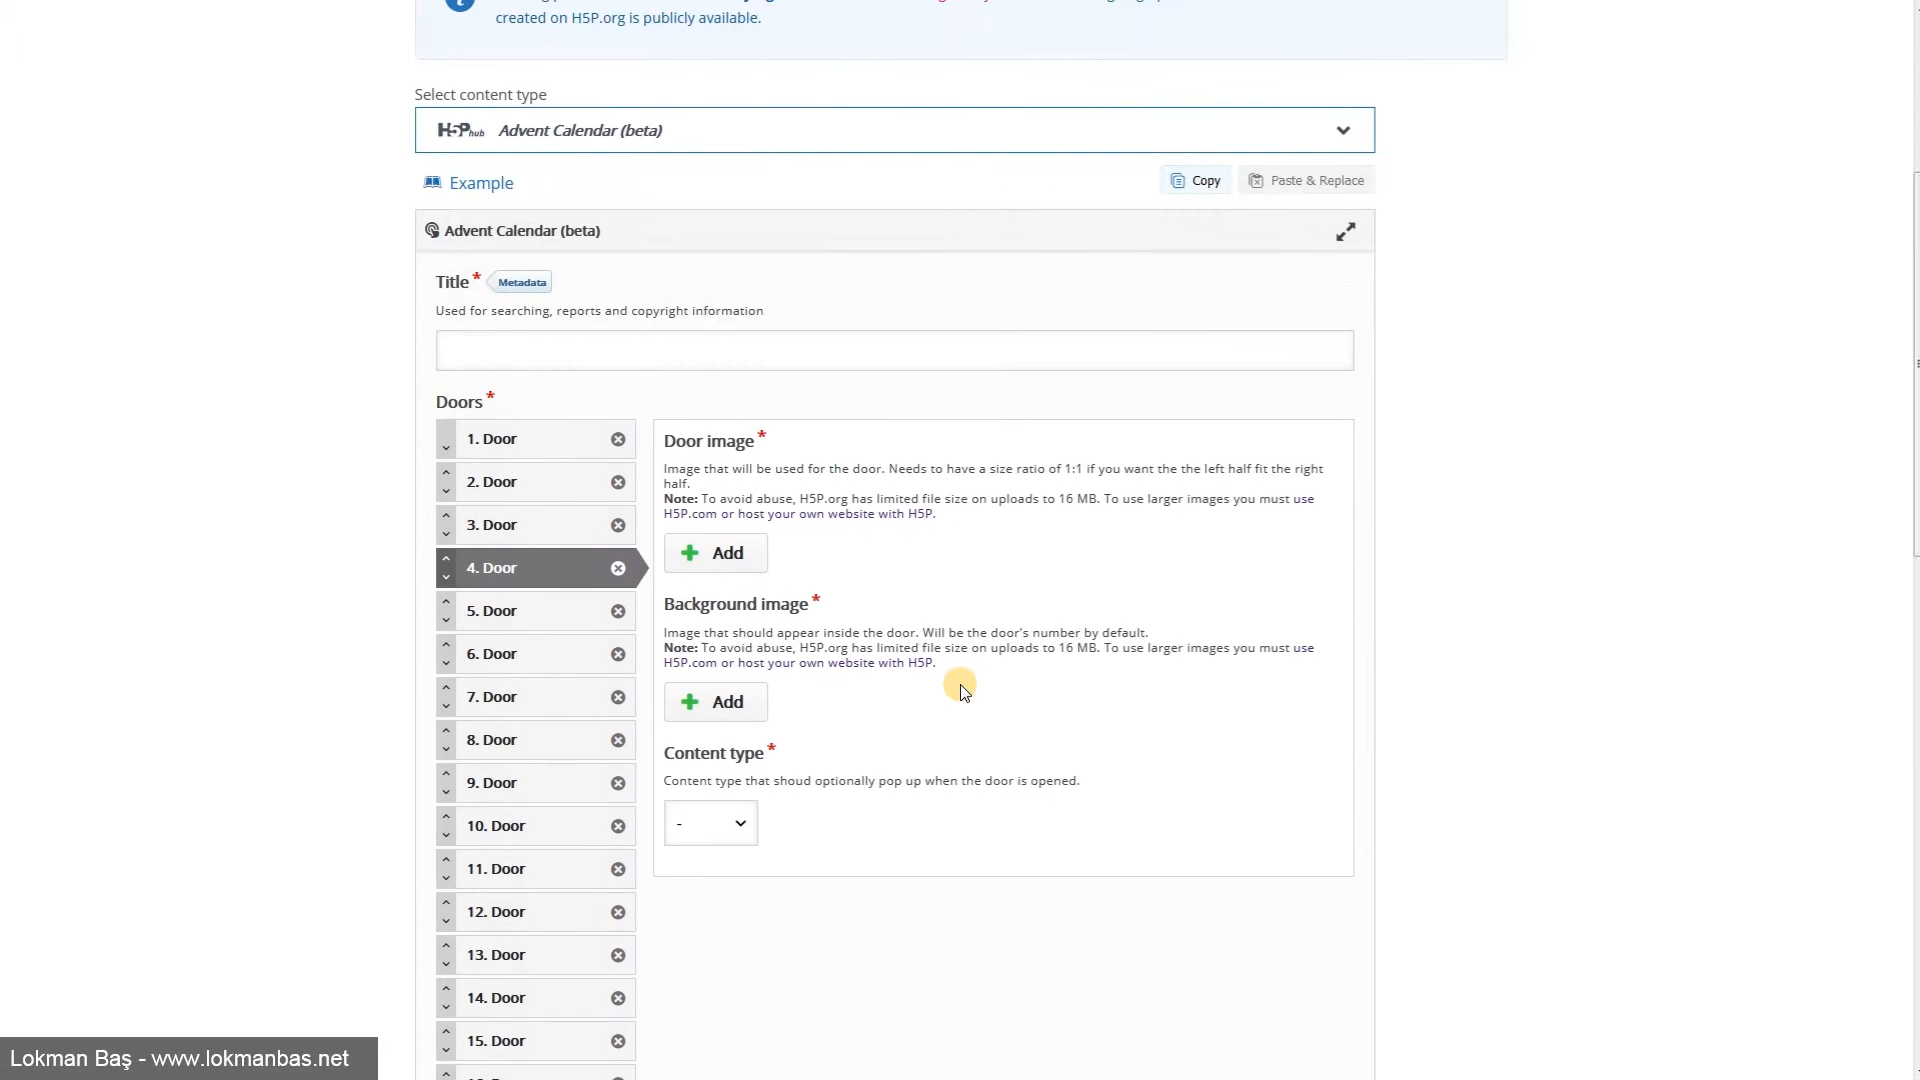 created on H5P.org is publicly available.
Select content type
H5P hub Advent Calendar (beta)
Example
Copy
Paste & Replace
Advent Calendar (beta)
Title*
Metadata
Used for searching, reports and copyright information
Doors*
1. Door
2. Door
3. Door
4. Door
5. Door
6. Door
7. Door
8. Door
9. Door
10. Door
11. Door
12. Door
13. Door
14. Door
15. Door
Door image*
Image that will be used for the door. Needs to have a size ratio of 1:1 if you want the the left half fit the right
half.
Note: To avoid abuse, H5P.org has limited file size on uploads to 16 MB. To use larger images you must use
H5P.com or host your own website with H5P.
Add
Background image*
Image that should appear inside the door. Will be the door's number by default.
Note: To avoid abuse, H5P.org has limited file size on uploads to 16 MB. To use larger images you must use
H5P.com or host your own website with H5P.
Add
Content type*
Content type that shoud optionally pop up when the door is opened.
-
Lokman Baş - www.lokmanbas.net